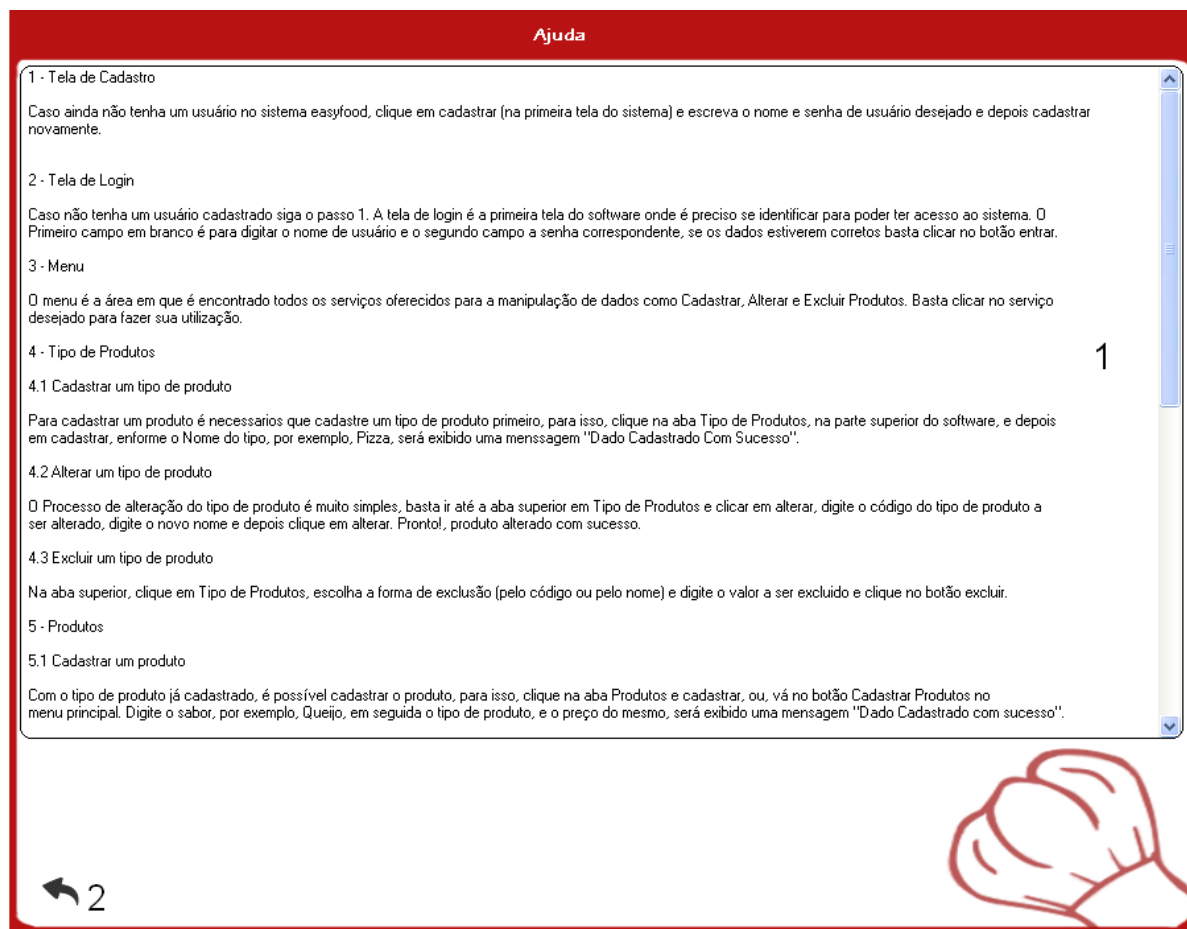 Ajuda
1 - Tela de Cadastro
Caso ainda não tenha um usuário no sistema easyfood, clique em cadastrar (na primeira tela do sistema) e escreva o nome e senha de usuário desejado e depois cadastrar
novamente.
2 - Tela de Login
Caso não tenha um usuário cadastrado siga o passo 1. A tela de login é a primeira tela do software onde é preciso se identificar para poder ter acesso ao sistema. O
Primeiro campo em branco é para digitar o nome de usuário e o segundo campo a senha correspondente, se os dados estiverem corretos basta clicar no botão entrar.
3 - Menu
O menu é a área em que é encontrado todos os serviços oferecidos para a manipulação de dados como Cadastrar, Alterar e Excluir Produtos. Basta clicar no serviço
desejado para fazer sua utilização.
4 - Tipo de Produtos
1
4.1 Cadastrar um tipo de produto
Para cadastrar um produto é necessarios que cadastre um tipo de produto primeiro, para isso, clique na aba Tipo de Produtos, na parte superior do software, e depois
em cadastrar, enforme o Nome do tipo, por exemplo, Pizza, será exibido uma menssagem "Dado Cadastrado Com Sucesso".
4.2 Alterar um tipo de produto
O Processo de alteração do tipo de produto é muito simples, basta ir até a aba superior em Tipo de Produtos e clicar em alterar, digite o código do tipo de produto a
ser alterado, digite o novo nome e depois clique em alterar. Pronto!, produto alterado com sucesso.
4.3 Excluir um tipo de produto
Na aba superior, clique em Tipo de Produtos, escolha a forma de exclusão (pelo código ou pelo nome) e digite o valor a ser excluido e clique no botão excluir.
5 - Produtos
5.1 Cadastrar um produto
Com o tipo de produto já cadastrado, é possível cadastrar o produto, para isso, clique na aba Produtos e cadastrar, ou, vá no botão Cadastrar Produtos no
menu principal. Digite o sabor, por exemplo, Queijo, em seguida o tipo de produto, e o preço do mesmo, será exibido uma mensagem "Dado Cadastrado com sucesso".
2